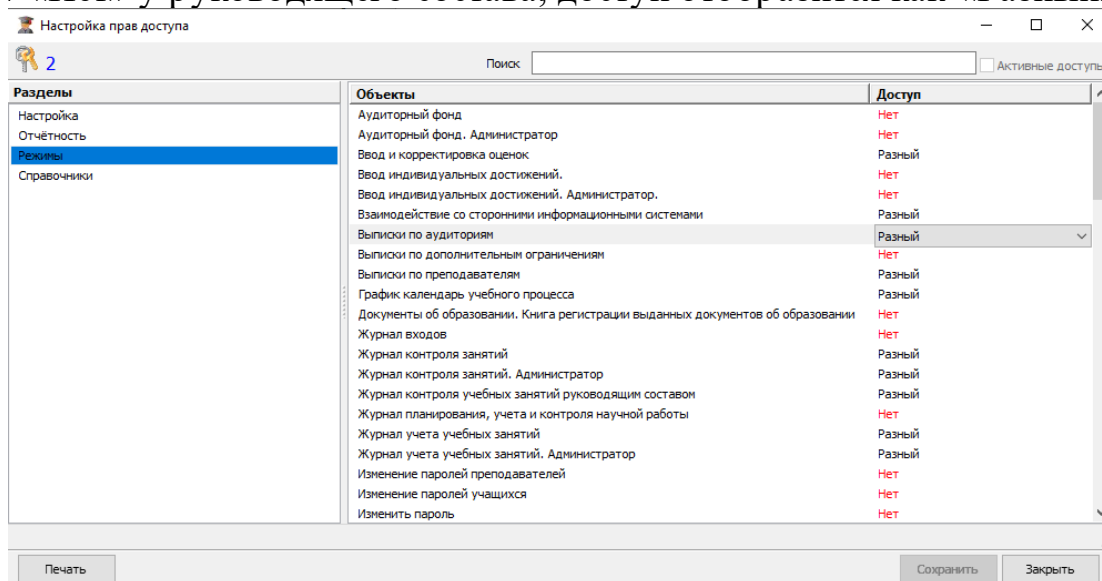 Настройка прав доступа
2 Поиск Активные доступы
Разделы Объекты Доступ
Настройка Аудиторный фонд Нет
Отчётность Аудиторный фонд. Администратор Нет
Режимы Ввод и корректировка оценок Разный
Справочники Ввод индивидуальных достижений. Нет
Ввод индивидуальных достижений. Администратор. Нет
Взаимодействие со сторонними информационными системами Разный
Выписки по аудиториям Разный
Выписки по дополнительным ограничениям Нет
Выписки по преподавателям Разный
График календарь учебного процесса Разный
Документы об образовании. Книга регистрации выданных документов об образовании Нет
Журнал входов Нет
Журнал контроля занятий Разный
Журнал контроля занятий. Администратор Разный
Журнал контроля учебных занятий руководящим составом Разный
Журнал планирования, учета и контроля научной работы Нет
Журнал учета учебных занятий Разный
Журнал учета учебных занятий. Администратор Разный
Изменение паролей преподавателей Нет
Изменение паролей учащихся Нет
Изменить пароль Нет
Печать Сохранить Закрыть